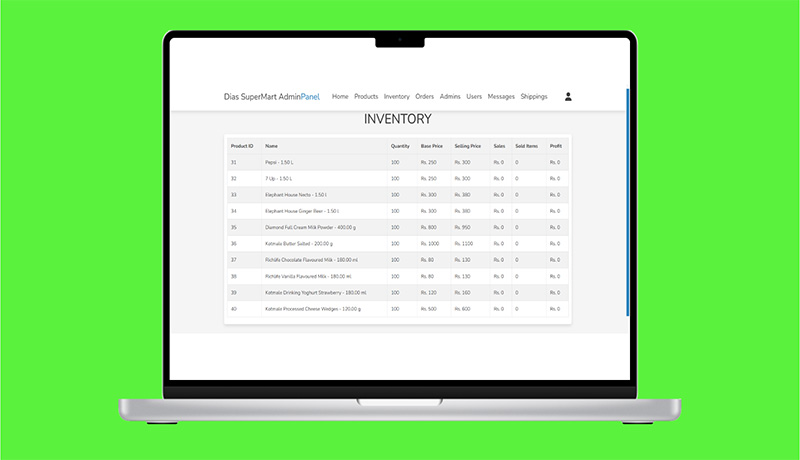 Dias SuperMart AdminPanel Home Products Inventory Orders Admins Users Messages Shippings
INVENTORY
Product ID Name Quantity Base Price Selling Price Sales Sold Items Profit
31 Pepsi - 1.50 L 100 Rs. 250 Rs. 300 Rs. 0 0 Rs. 0
32 7 Up - 1.50 L 100 Rs. 250 Rs. 300 Rs. 0 0 Rs. 0
33 Elephant House Necto - 1.50 l 100 Rs. 300 Rs. 380 Rs. 0 0 Rs. 0
34 Elephant House Ginger Beer - 1.50 l 100 Rs. 300 Rs. 380 Rs. 0 0 Rs. 0
35 Diamond Full Cream Milk Powder - 400.00 g 100 Rs. 800 Rs. 950 Rs. 0 0 Rs. 0
36 Kotmale Butter Salted - 200.00 g 100 Rs. 1000 Rs. 1100 Rs. 0 0 Rs. 0
37 Richlife Chocolate Flavoured Milk - 180.00 ml 100 Rs. 80 Rs. 130 Rs. 0 0 Rs. 0
38 Richlife Vanilla Flavoured Milk - 180.00 ml 100 Rs. 80 Rs. 130 Rs. 0 0 Rs. 0
39 Kotmale Drinking Yoghurt Strawberry - 180.00 ml 100 Rs. 120 Rs. 160 Rs. 0 0 Rs. 0
40 Kotmale Processed Cheese Wedges - 120.00 g 100 Rs. 500 Rs. 600 Rs. 0 0 Rs. 0